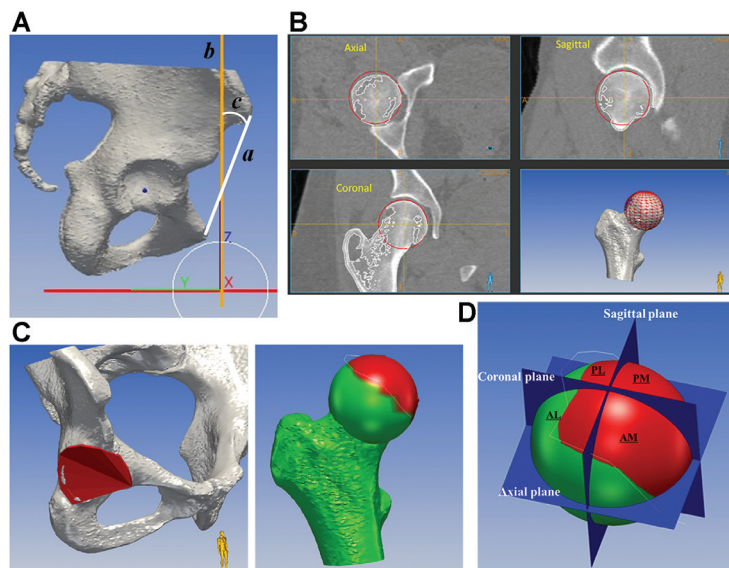 A
b
c
a
Z
Y
X
B
Axial
Sagittal
A
Coronal
C
D
Sagittal plane
Coronal plane
PL
PM
AL
AM
Axial plane